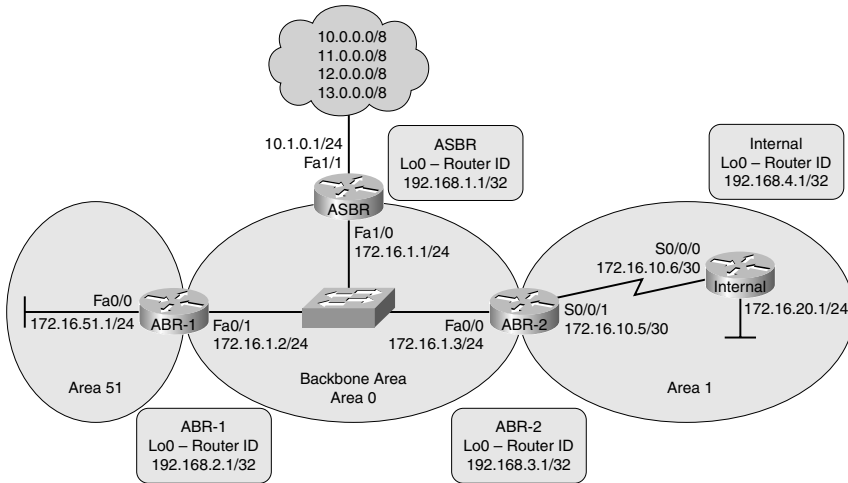 10.0.0.0/8
11.0.0.0/8
12.0.0.0/8
13.0.0.0/8
10.1.0.1/24
Fa1/1
ASBR
Lo0 – Router ID
192.168.1.1/32
Internal
Lo0 – Router ID
192.168.4.1/32
ASBR
Fa1/0
172.16.1.1/24
S0/0/0
172.16.10.6/30
Internal
Fa0/0
172.16.51.1/24
ABR-1
Fa0/1
172.16.1.2/24
Fa0/0
172.16.1.3/24
ABR-2
S0/0/1
172.16.10.5/30
172.16.20.1/24
Area 51
Backbone Area
Area 0
Area 1
ABR-1
Lo0 – Router ID
192.168.2.1/32
ABR-2
Lo0 – Router ID
192.168.3.1/32